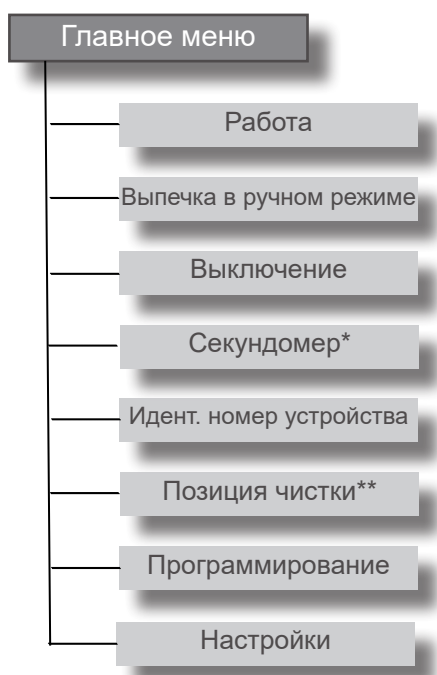 Главное меню
Работа
Выпечка в ручном режиме
Выключение
Секундомер*
Идент. номер устройства
Позиция чистки**
Программирование
Настройки